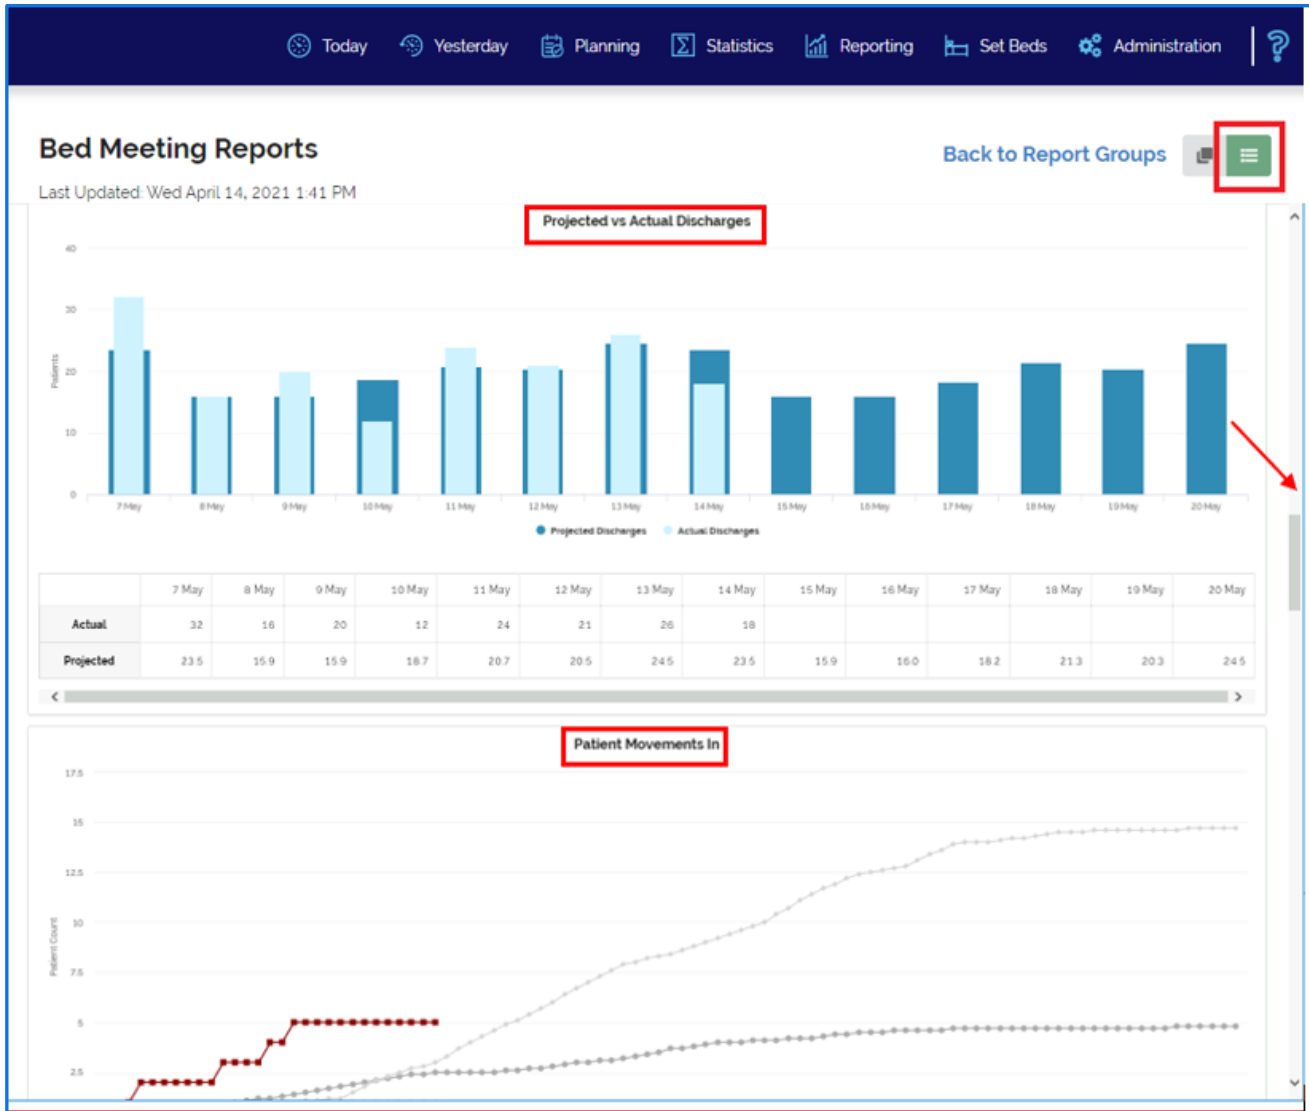 Today Yesterday Planning Statistics Reporting Set Beds Administration
Bed Meeting Reports
Back to Report Groups
Last Updated: Wed April 14, 2021 1:41 PM
Projected vs Actual Discharges
40
30
20
10
0
Patients
7 May 8 May 9 May 10 May 11 May 12 May 13 May 14 May 15 May 16 May 17 May 18 May 19 May 20 May
Projected Discharges Actual Discharges
7 May 8 May 9 May 10 May 11 May 12 May 13 May 14 May 15 May 16 May 17 May 18 May 19 May 20 May
Actual 32 16 20 12 24 21 26 18
Projected 23.5 15.9 15.9 18.7 20.7 20.5 24.5 23.5 15.9 16.0 18.2 21.3 20.3 24.5
Patient Movements In
17.5
15
12.5
10
7.5
5
2.5
Patient Count